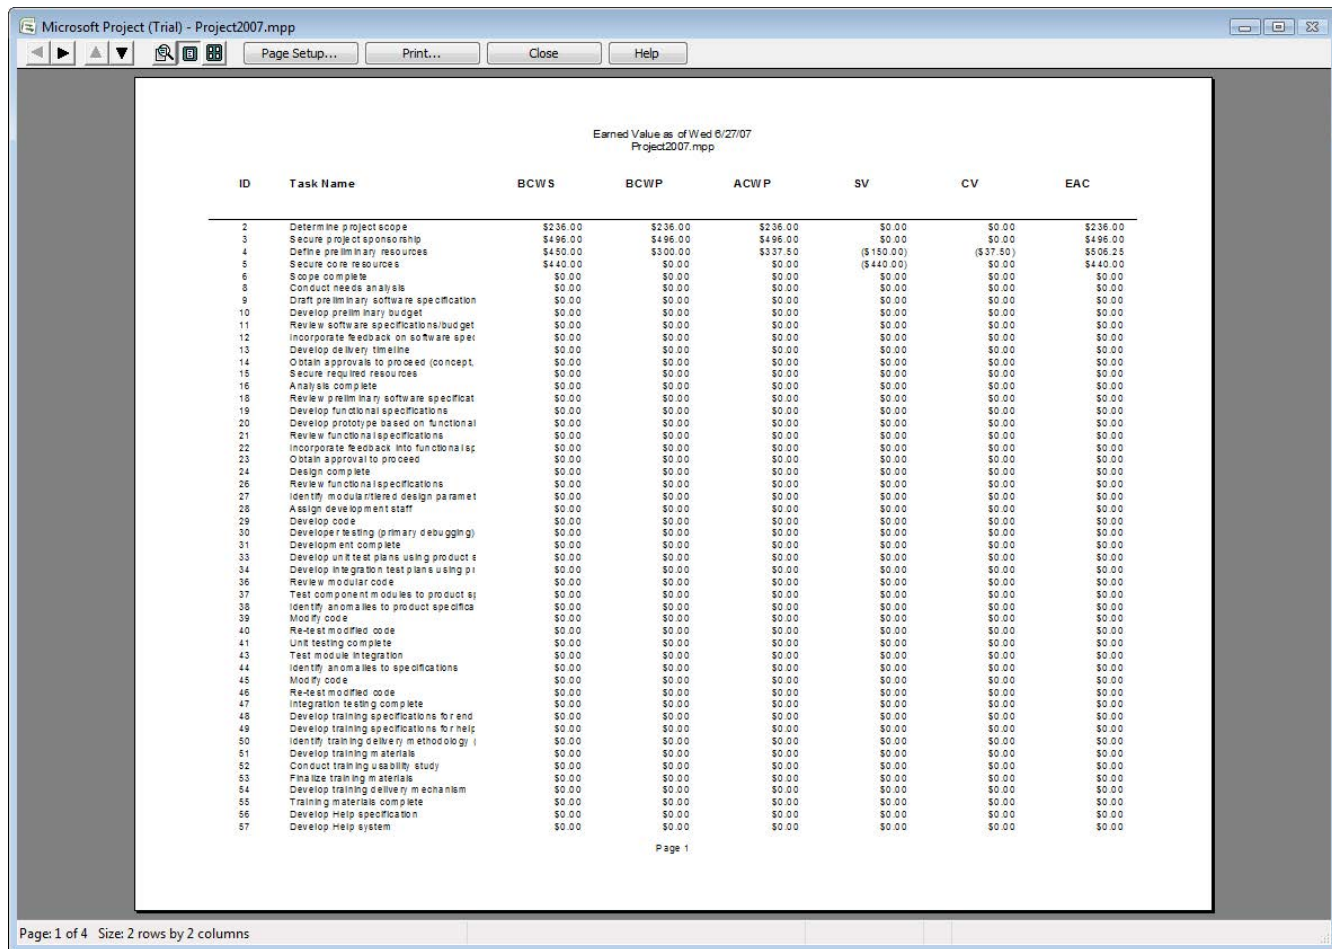 Microsoft Project (Trial) - Project2007.mpp
Page Setup... Print... Close Help
Earned Value as of Wed 6/27/07
Project2007.mpp
ID Task Name BCWS BCWP ACWP SV CV EAC
2 Determine project scope $236.00 $236.00 $236.00 $0.00 $0.00 $236.00
3 Secure project sponsorship $496.00 $496.00 $496.00 $0.00 $0.00 $496.00
4 Define preliminary resources $450.00 $300.00 $337.50 ($150.00) ($37.50) $506.25
5 Secure core resources $440.00 $0.00 $0.00 ($440.00) $0.00 $440.00
6 Scope complete $0.00 $0.00 $0.00 $0.00 $0.00 $0.00
8 Conduct needs analysis $0.00 $0.00 $0.00 $0.00 $0.00 $0.00
9 Draft preliminary software specification $0.00 $0.00 $0.00 $0.00 $0.00 $0.00
10 Develop preliminary budget $0.00 $0.00 $0.00 $0.00 $0.00 $0.00
11 Review software specifications/budget $0.00 $0.00 $0.00 $0.00 $0.00 $0.00
12 Incorporate feedback on software spec $0.00 $0.00 $0.00 $0.00 $0.00 $0.00
13 Develop delivery timeline $0.00 $0.00 $0.00 $0.00 $0.00 $0.00
14 Obtain approvals to proceed (concept, $0.00 $0.00 $0.00 $0.00 $0.00 $0.00
15 Secure required resources $0.00 $0.00 $0.00 $0.00 $0.00 $0.00
16 Analysis complete $0.00 $0.00 $0.00 $0.00 $0.00 $0.00
18 Review preliminary software specificat $0.00 $0.00 $0.00 $0.00 $0.00 $0.00
19 Develop functional specifications $0.00 $0.00 $0.00 $0.00 $0.00 $0.00
20 Develop prototype based on functional $0.00 $0.00 $0.00 $0.00 $0.00 $0.00
21 Review functional specifications $0.00 $0.00 $0.00 $0.00 $0.00 $0.00
22 Incorporate feedback into functional sp $0.00 $0.00 $0.00 $0.00 $0.00 $0.00
23 Obtain approval to proceed $0.00 $0.00 $0.00 $0.00 $0.00 $0.00
24 Design complete $0.00 $0.00 $0.00 $0.00 $0.00 $0.00
26 Review functional specifications $0.00 $0.00 $0.00 $0.00 $0.00 $0.00
27 Identify modular/tiered design paramet $0.00 $0.00 $0.00 $0.00 $0.00 $0.00
28 Assign development staff $0.00 $0.00 $0.00 $0.00 $0.00 $0.00
29 Develop code $0.00 $0.00 $0.00 $0.00 $0.00 $0.00
30 Developer testing (primary debugging) $0.00 $0.00 $0.00 $0.00 $0.00 $0.00
31 Development complete $0.00 $0.00 $0.00 $0.00 $0.00 $0.00
33 Develop unit test plans using product s $0.00 $0.00 $0.00 $0.00 $0.00 $0.00
34 Develop integration test plans using pr $0.00 $0.00 $0.00 $0.00 $0.00 $0.00
36 Review modular code $0.00 $0.00 $0.00 $0.00 $0.00 $0.00
37 Test component modules to product sp $0.00 $0.00 $0.00 $0.00 $0.00 $0.00
38 Identify anomalies to product specifica $0.00 $0.00 $0.00 $0.00 $0.00 $0.00
39 Modify code $0.00 $0.00 $0.00 $0.00 $0.00 $0.00
40 Re-test modified code $0.00 $0.00 $0.00 $0.00 $0.00 $0.00
41 Unit testing complete $0.00 $0.00 $0.00 $0.00 $0.00 $0.00
43 Test module integration $0.00 $0.00 $0.00 $0.00 $0.00 $0.00
44 Identify anomalies to specifications $0.00 $0.00 $0.00 $0.00 $0.00 $0.00
45 Modify code $0.00 $0.00 $0.00 $0.00 $0.00 $0.00
46 Re-test modified code $0.00 $0.00 $0.00 $0.00 $0.00 $0.00
47 Integration testing complete $0.00 $0.00 $0.00 $0.00 $0.00 $0.00
48 Develop training specifications for end $0.00 $0.00 $0.00 $0.00 $0.00 $0.00
49 Develop training specifications for help $0.00 $0.00 $0.00 $0.00 $0.00 $0.00
50 Identify training delivery methodology ( $0.00 $0.00 $0.00 $0.00 $0.00 $0.00
51 Develop training materials $0.00 $0.00 $0.00 $0.00 $0.00 $0.00
52 Conduct training usability study $0.00 $0.00 $0.00 $0.00 $0.00 $0.00
53 Finalize training materials $0.00 $0.00 $0.00 $0.00 $0.00 $0.00
54 Develop training delivery mechanism $0.00 $0.00 $0.00 $0.00 $0.00 $0.00
55 Training materials complete $0.00 $0.00 $0.00 $0.00 $0.00 $0.00
56 Develop Help specification $0.00 $0.00 $0.00 $0.00 $0.00 $0.00
57 Develop Help system $0.00 $0.00 $0.00 $0.00 $0.00 $0.00
Page 1
Page: 1 of 4 Size: 2 rows by 2 columns